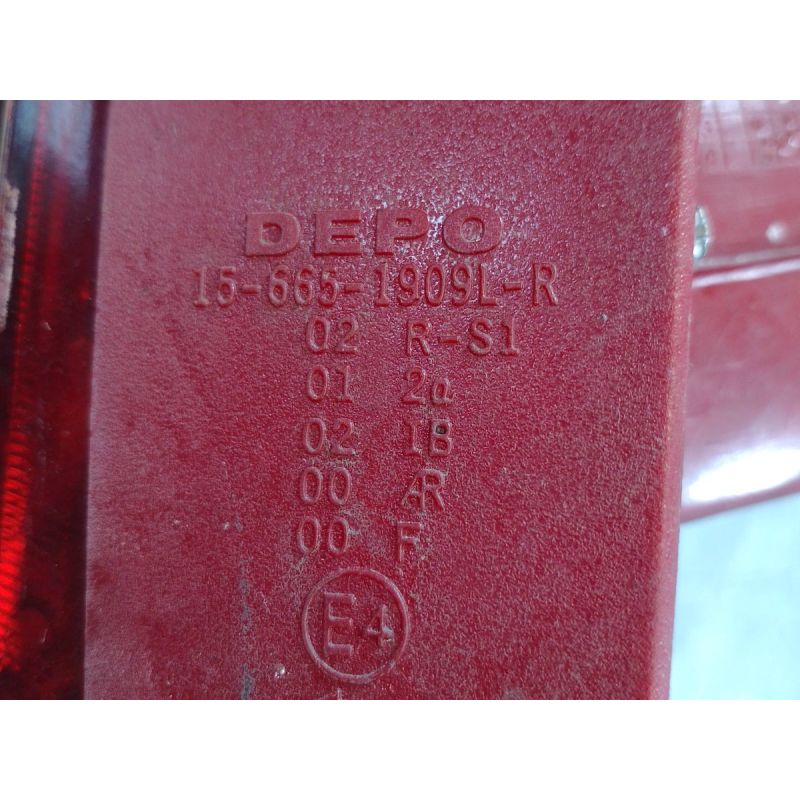 DEPO
15-665-1909L-R
02 R-S1
01 2a
02 1B
00 AR
00 F
E4